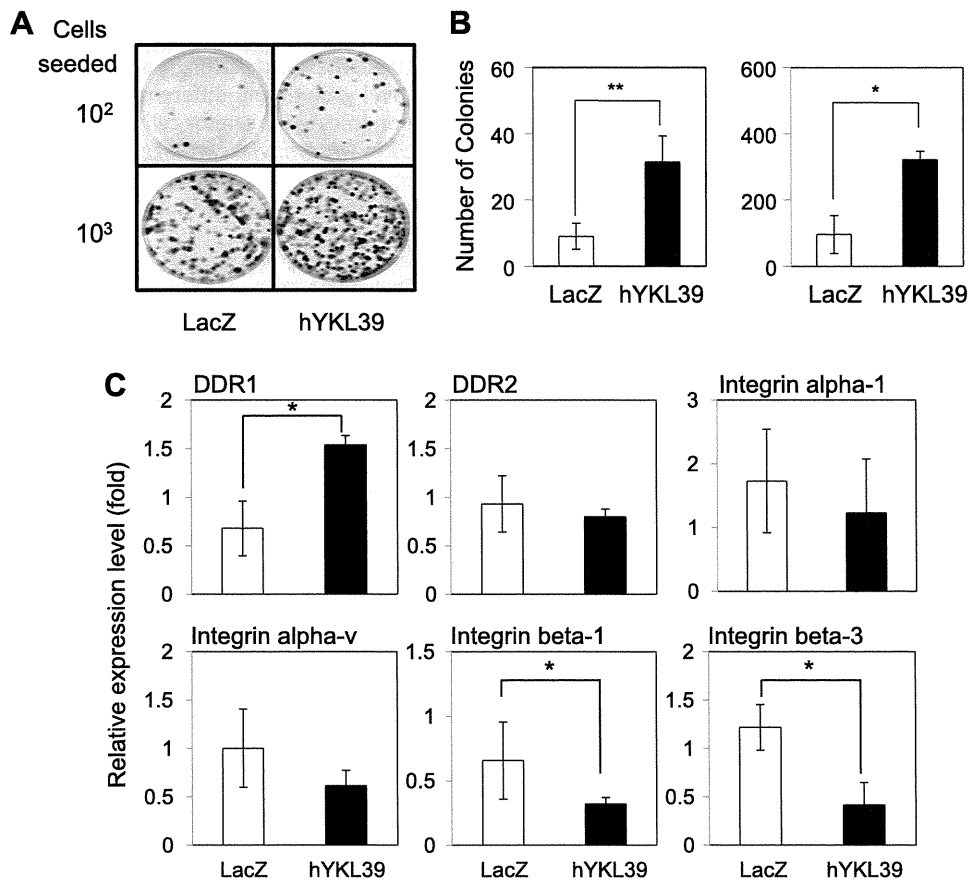 A
Cells
seeded
10²
10³
LacZ
hYKL39
B
Number of Colonies
60
40
20
0
**
LacZ
hYKL39
600
400
200
0
*
LacZ
hYKL39
C
Relative expression level (fold)
DDR1
2
1.5
1
0.5
0
*
DDR2
2
1.5
1
0.5
0
Integrin alpha-1
3
2
1
0
Integrin alpha-v
2
1.5
1
0.5
0
LacZ
hYKL39
Integrin beta-1
1.5
1
0.5
0
*
LacZ
hYKL39
Integrin beta-3
2
1.5
1
0.5
0
*
LacZ
hYKL39